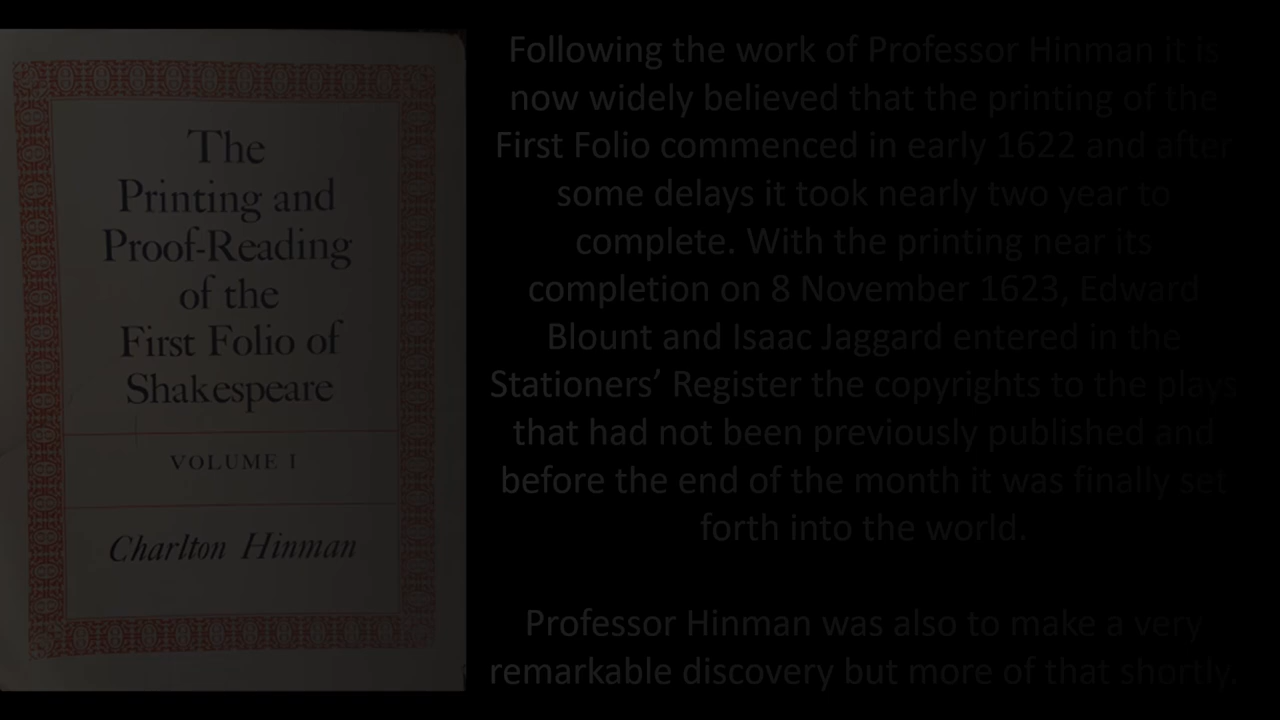 The
Printing and
Proof-Reading
of the
First Folio of
Shakespeare
VOLUME I
Charlton Hinman
Following the work of Professor Hinman it is
now widely believed that the printing of the
First Folio commenced in early 1622 and after
some delays it took nearly two year to
complete. With the printing near its
completion on 8 November 1623, Edward
Blount and Isaac Jaggard entered in the
Stationers’ Register the copyrights to the plays
that had not been previously published and
before the end of the month it was finally set
forth into the world.
Professor Hinman was also to make a very
remarkable discovery but more of that shortly.